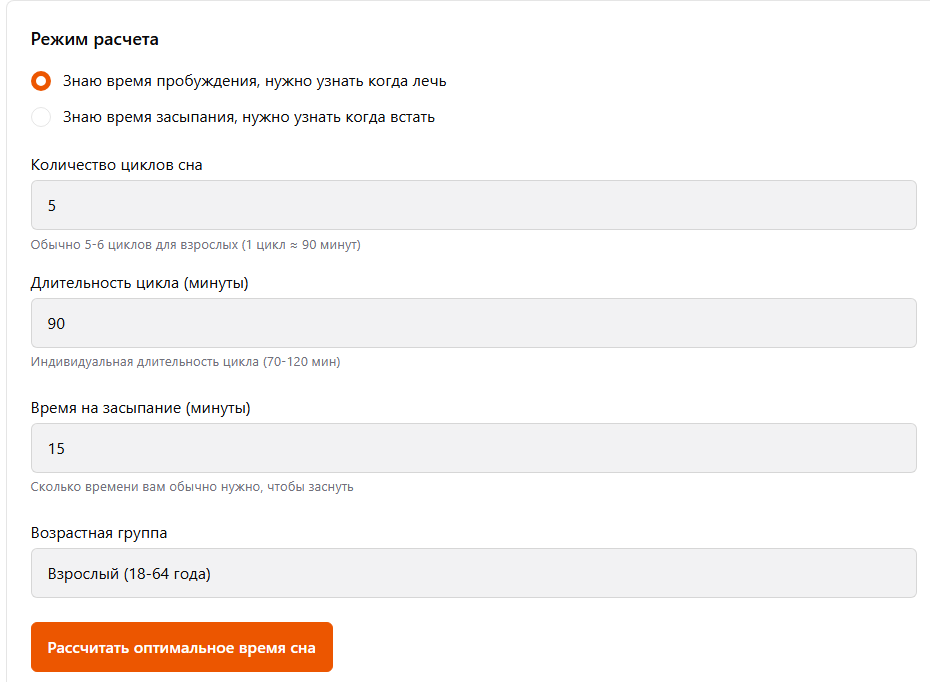 Режим расчета
Знаю время пробуждения, нужно узнать когда лечь
Знаю время засыпания, нужно узнать когда встать
Количество циклов сна
5
Обычно 5-6 циклов для взрослых (1 цикл ≈ 90 минут)
Длительность цикла (минуты)
90
Индивидуальная длительность цикла (70-120 мин)
Время на засыпание (минуты)
15
Сколько времени вам обычно нужно, чтобы заснуть
Возрастная группа
Взрослый (18-64 года)
Рассчитать оптимальное время сна